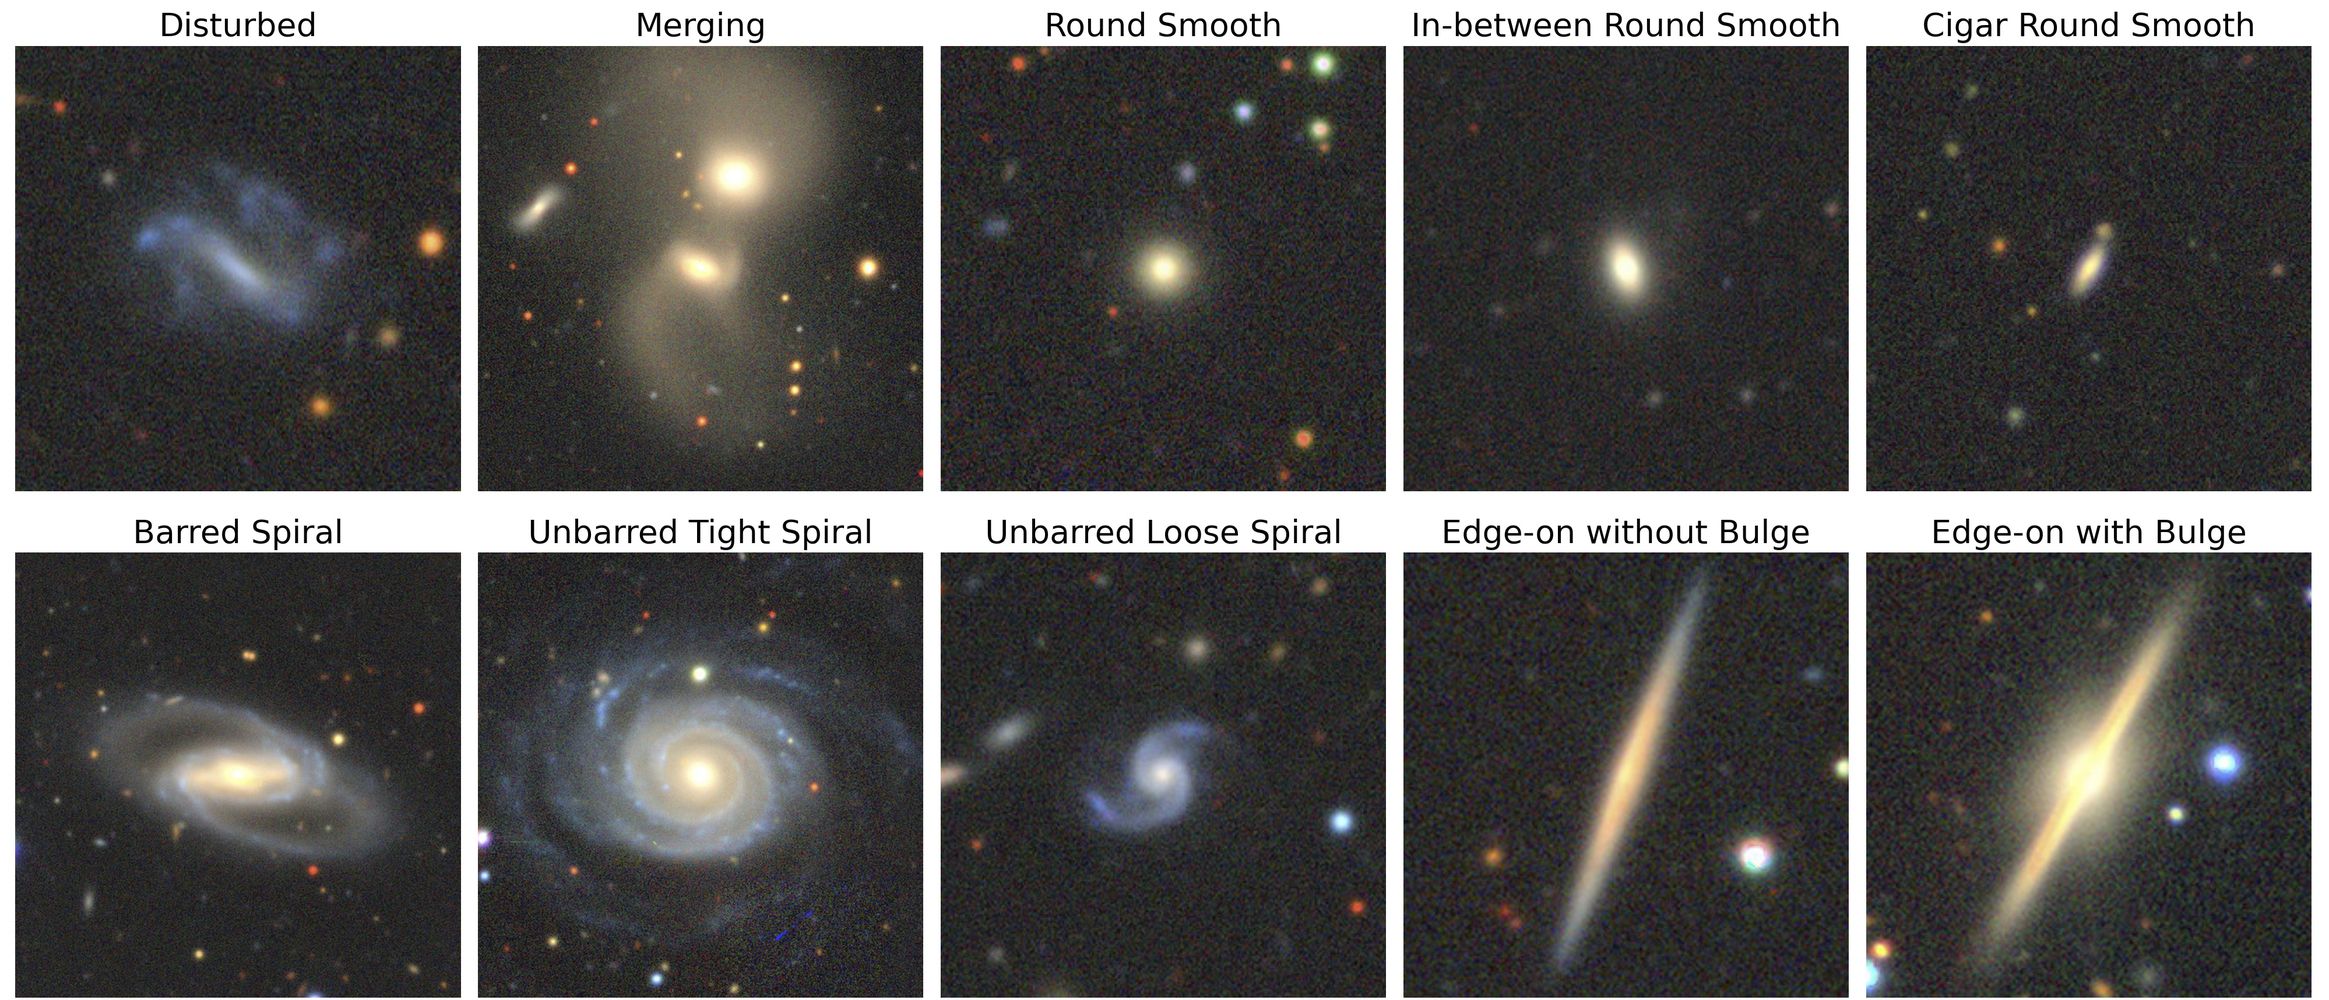 Disturbed
Merging
Round Smooth
In-between Round Smooth
Cigar Round Smooth
Barred Spiral
Unbarred Tight Spiral
Unbarred Loose Spiral
Edge-on without Bulge
Edge-on with Bulge